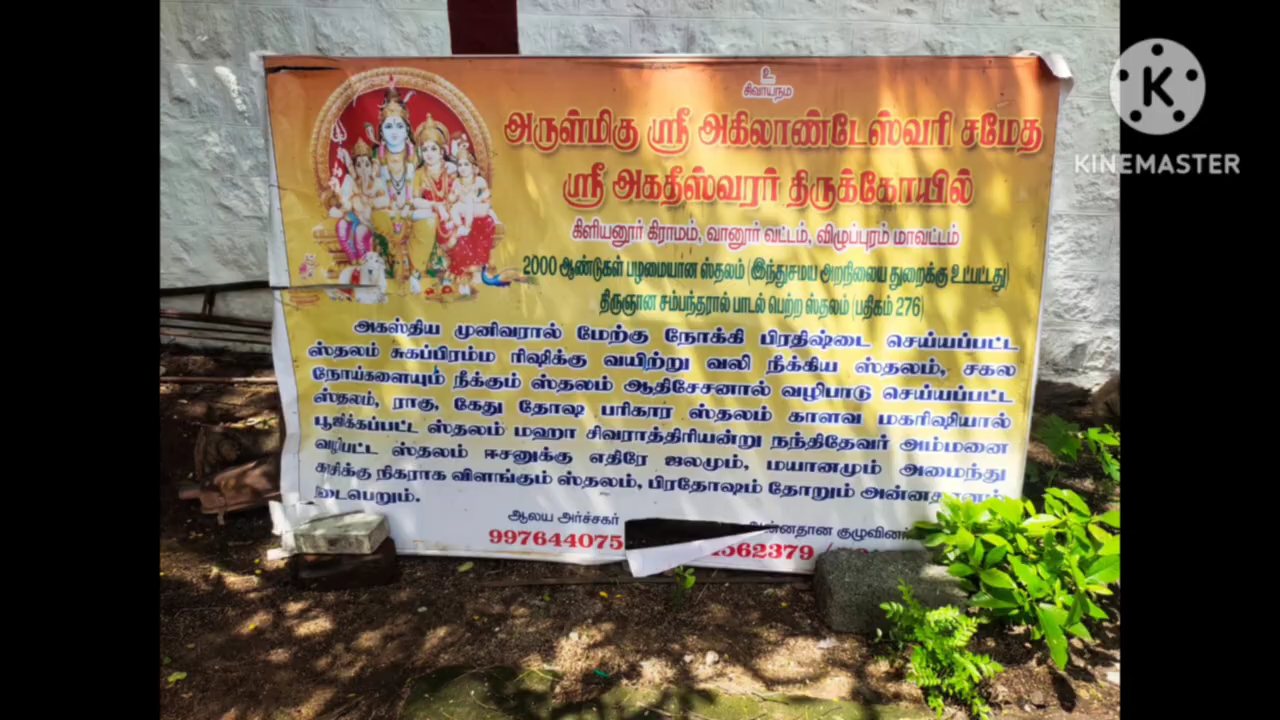 உ
சிவாயநம
அருள்மிகு ஸ்ரீ அகிலாண்டேஸ்வரி சமேத
ஸ்ரீ அகதீஸ்வரர் திருக்கோயில்
கிளியனூர் கிராமம், வானூர் வட்டம், விழுப்புரம் மாவட்டம்
2000 ஆண்டுகள் பழமையான ஸ்தலம் (இந்துசமய அறநிலைய துறைக்கு உட்பட்டது)
திருஞான சம்பந்தரால் பாடல் பெற்ற ஸ்தலம் (பதிகம் 276)
அகஸ்திய முனிவரால் மேற்கு நோக்கி பிரதிஷ்டை செய்யப்பட்ட
ஸ்தலம் சுகப்பிரம்ம ரிஷிக்கு வயிற்று வலி நீக்கிய ஸ்தலம், சகல
நோய்களையும் நீக்கும் ஸ்தலம் ஆதிசேசனால் வழிபாடு செய்யப்பட்ட
ஸ்தலம், ராகு, கேது தோஷ பரிகார ஸ்தலம் காளவ மகரிஷியால்
பூஜிக்கப்பட்ட ஸ்தலம் மஹா சிவராத்திரியன்று நந்திதேவர் அம்மனை
வழிபட்ட ஸ்தலம் ஈசனுக்கு எதிரே ஜலமும், மயானமும் அமைந்து
காசிக்கு நிகராக விளங்கும் ஸ்தலம், பிரதோஷம் தோறும் அன்னதானம்
டைபெறும்.
ஆலய அர்ச்சகர் அன்னதான குழுவினர்
997644075 562379
KINEMASTER